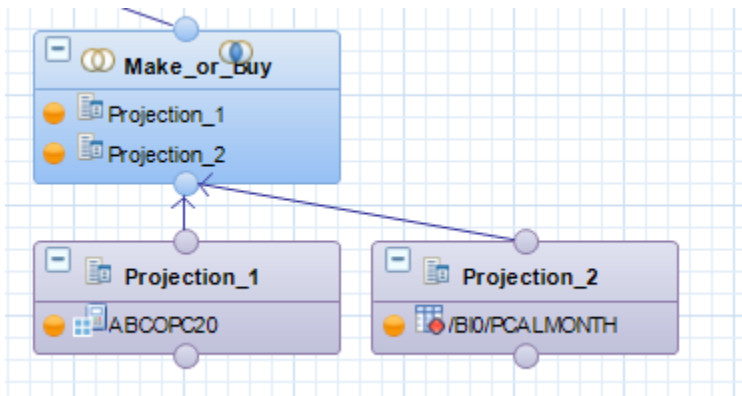 Make_or_Buy
Projection_1
Projection_2
Projection_1
Projection_2
ABCOPC20
/BI0/PCALMONTH